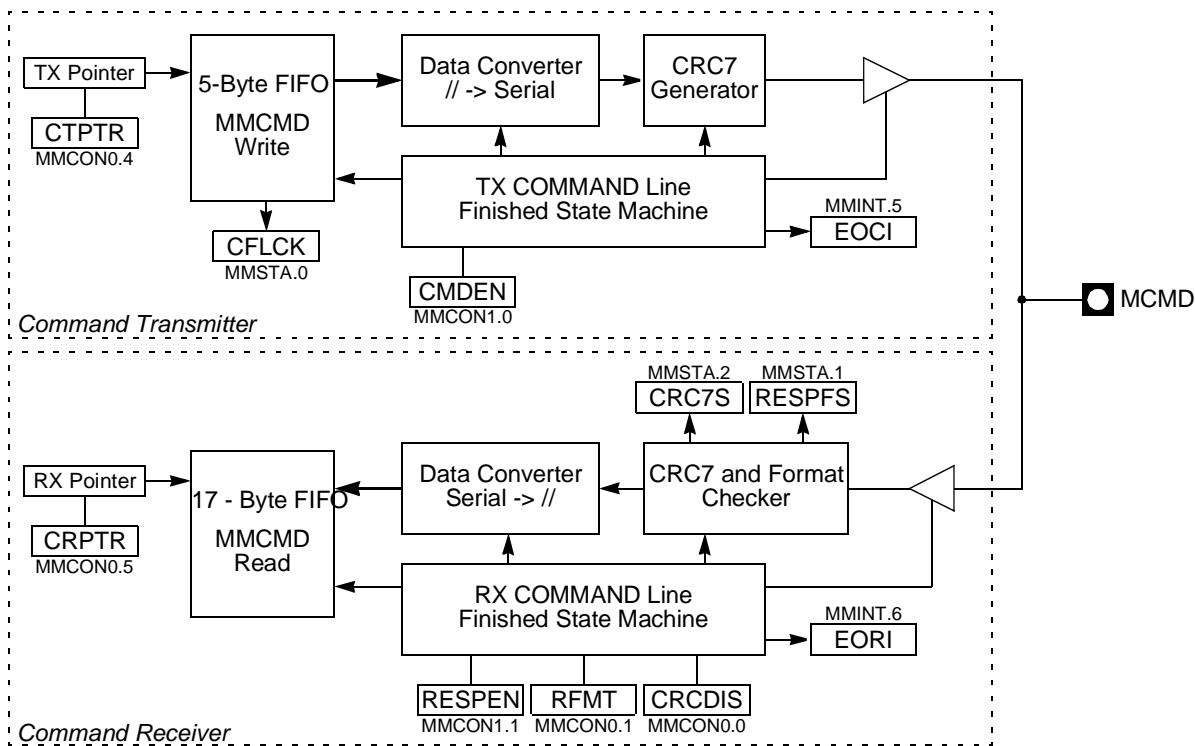 TX Pointer
CTPTR
MMCON0.4
5-Byte FIFO
MMCMD
Write
CFLCK
MMSTA.0
Data Converter
// -> Serial
CRC7
Generator
TX COMMAND Line
Finished State Machine
CMDEN
MMCON1.0
MMINT.5
EOCI
Command Transmitter
MCMD
MMSTA.2
CRC7S
MMSTA.1
RESPFS
RX Pointer
CRPTR
MMCON0.5
17 - Byte FIFO
MMCMD
Read
Data Converter
Serial -> //
CRC7 and Format
Checker
RX COMMAND Line
Finished State Machine
MMINT.6
EORI
RESPEN
MMCON1.1
RFMT
MMCON0.1
CRCDIS
MMCON0.0
Command Receiver